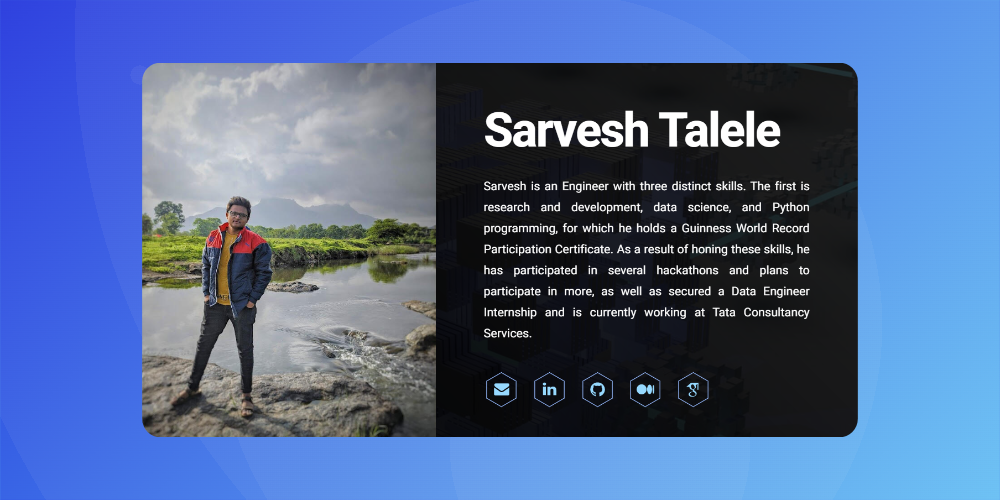 Sarvesh Talele
Sarvesh is an Engineer with three distinct skills. The first is
research and development, data science, and Python
programming, for which he holds a Guinness World Record
Participation Certificate. As a result of honing these skills, he
has participated in several hackathons and plans to
participate in more, as well as secured a Data Engineer
Internship and is currently working at Tata Consultancy
Services.
in